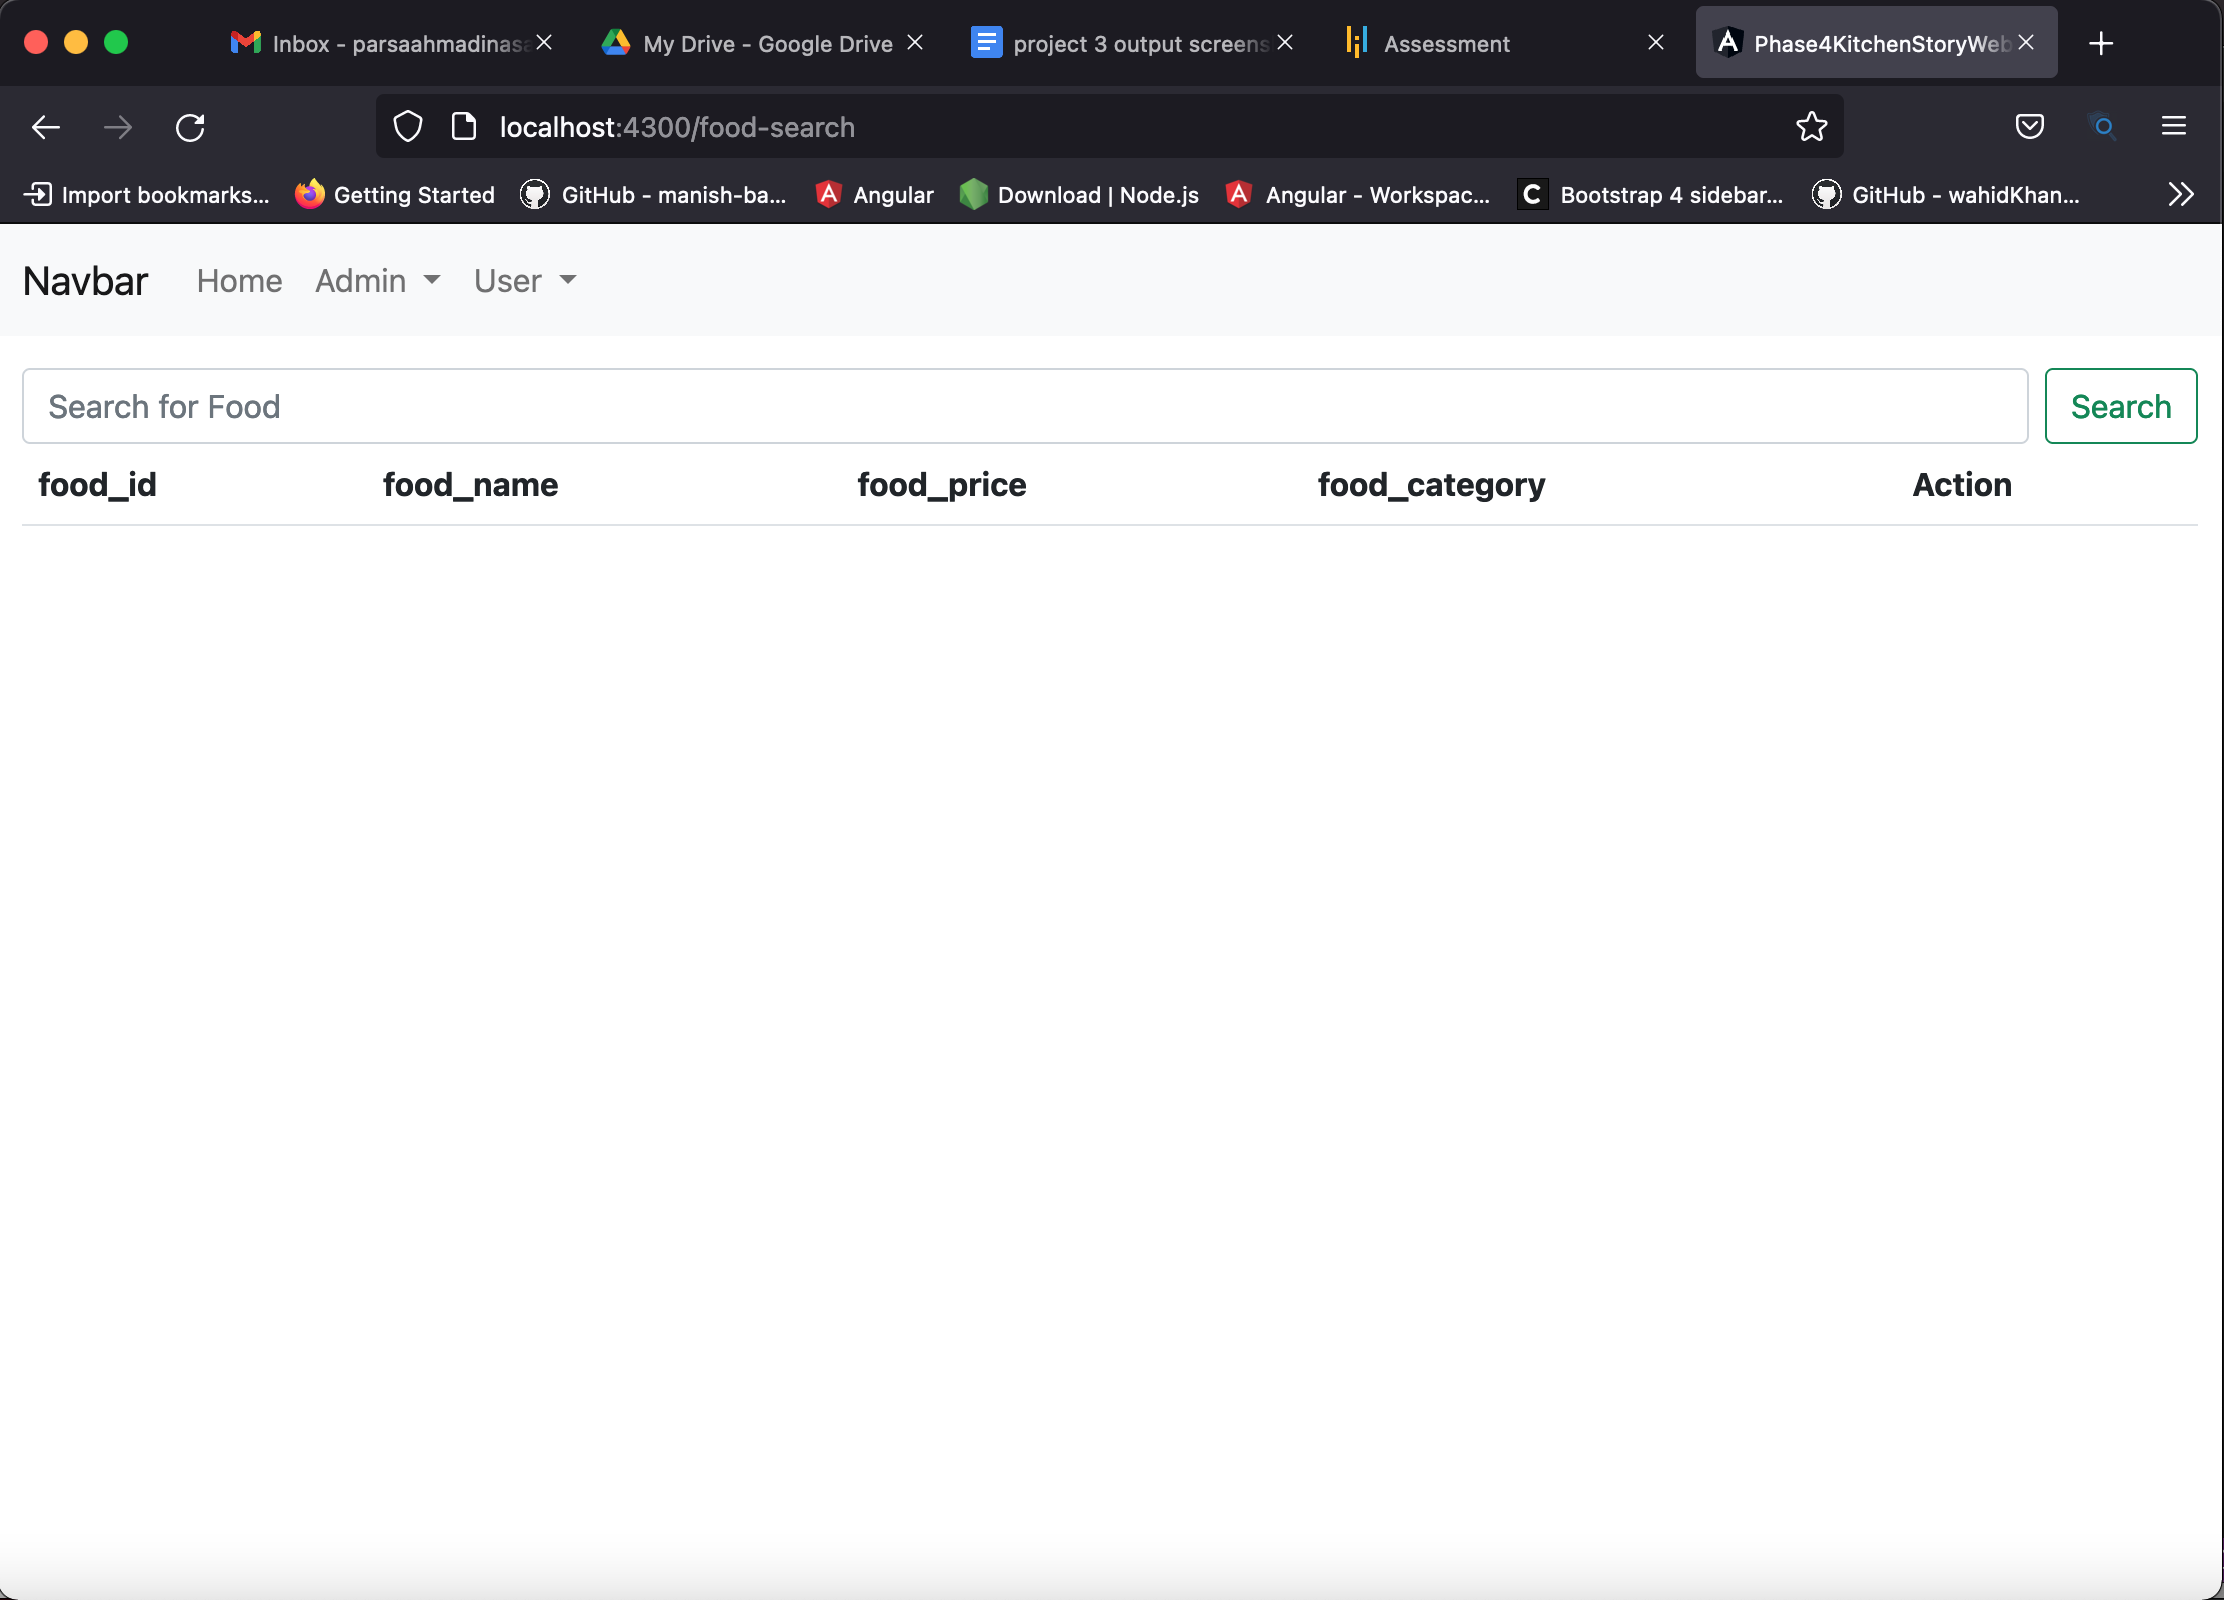 Inbox - parsaahmadinasa
My Drive - Google Drive
project 3 output screens
Assessment
Phase4KitchenStoryWeb
localhost:4300/food-search
Import bookmarks...
Getting Started
GitHub - manish-ba...
Angular
Download | Node.js
Angular - Workspac...
Bootstrap 4 sidebar...
GitHub - wahidKhan...
Navbar Home Admin User
Search for Food Search
food_id food_name food_price food_category Action